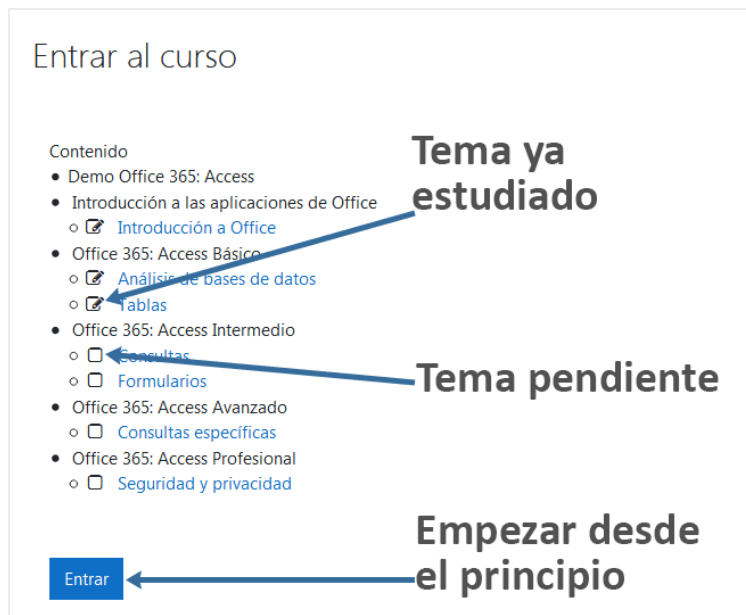 Entrar al curso
Contenido
Demo Office 365: Access
Introducción a las aplicaciones de Office
Introducción a Office
Office 365: Access Básico
Análisis de bases de datos
Tablas
Office 365: Access Intermedio
Consultas
Formularios
Office 365: Access Avanzado
Consultas específicas
Office 365: Access Profesional
Seguridad y privacidad
Entrar
Tema ya
estudiado
Tema pendiente
Empezar desde
el principio